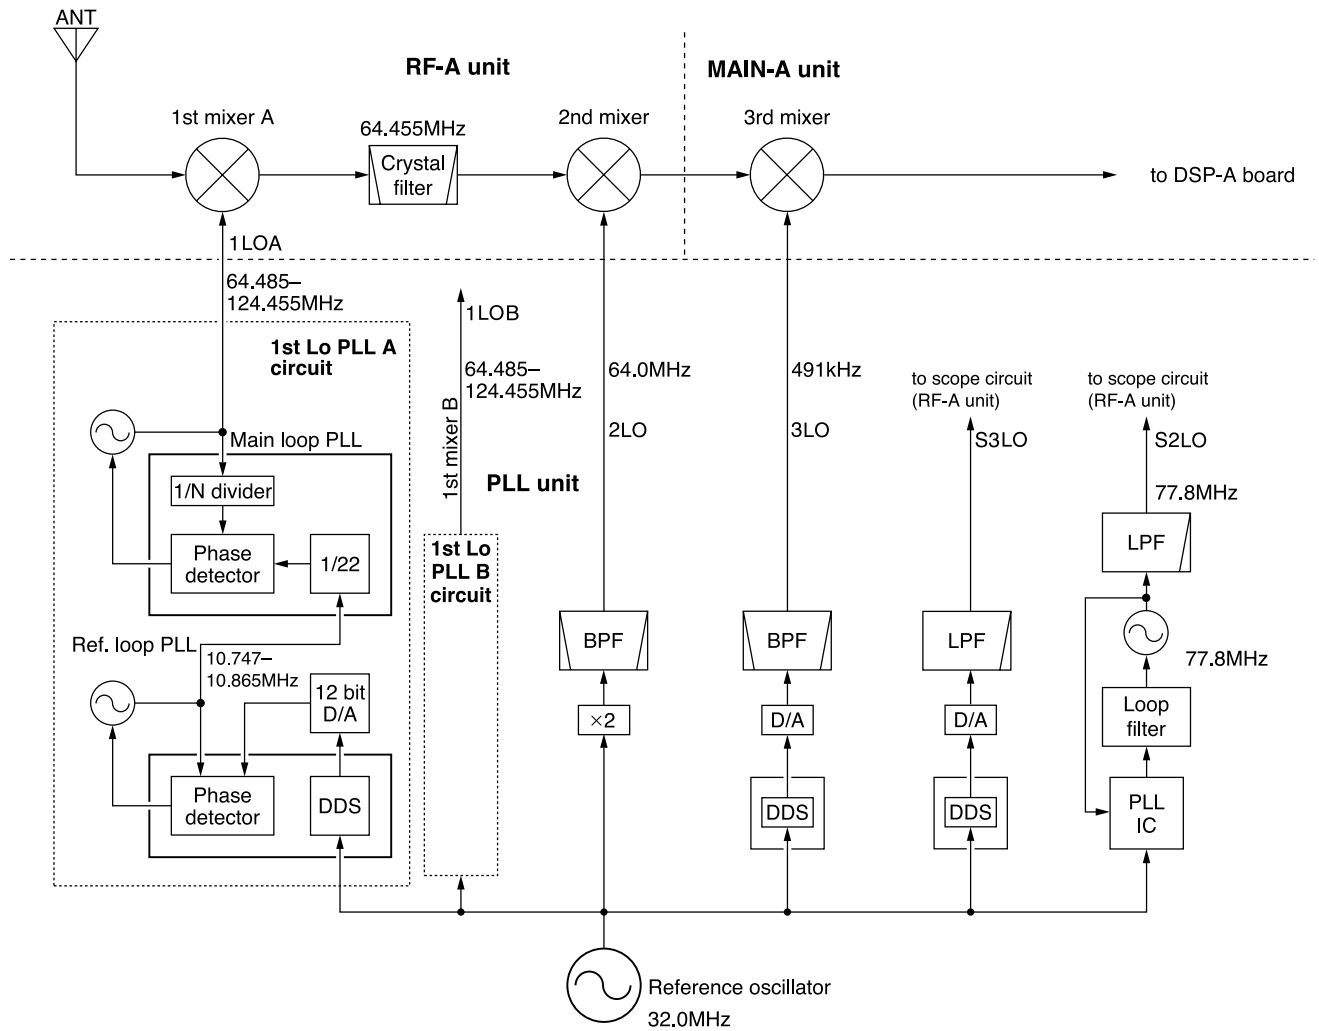 ANT
RF-A unit
MAIN-A unit
1st mixer A
64.455MHz
Crystal
filter
2nd mixer
3rd mixer
to DSP-A board
1LOA
64.485–
124.455MHz
1st Lo PLL A
circuit
Main loop PLL
1/N divider
Phase
detector
1/22
Ref. loop PLL
10.747–
10.865MHz
12 bit
D/A
Phase
detector
DDS
1LOB
64.485–
124.455MHz
1st mixer B
PLL unit
1st Lo
PLL B
circuit
64.0MHz
2LO
BPF
×2
491kHz
3LO
BPF
D/A
DDS
to scope circuit
(RF-A unit)
S3LO
LPF
D/A
DDS
to scope circuit
(RF-A unit)
S2LO
77.8MHz
LPF
77.8MHz
Loop
filter
PLL
IC
Reference oscillator
32.0MHz